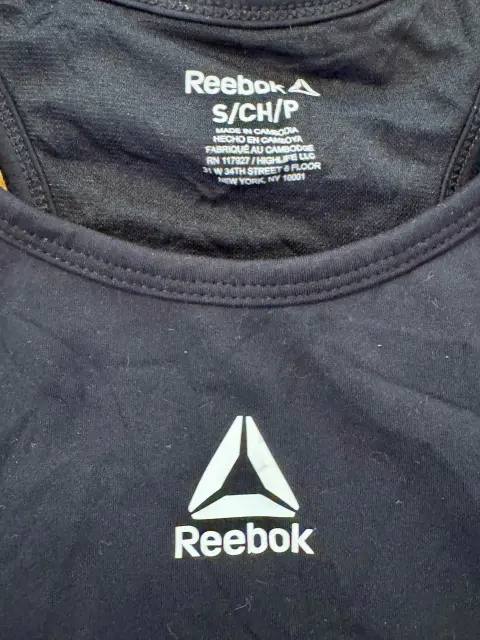 Reebok
S/CH/P
MADE IN CAMBODIA
HECHO EN CAMBOYA
FABRIQUÉ AU CAMBODGE
RN 117927 / HIGHLIFE LLC
31 W 34TH STREET 6 FLOOR
NEW YORK, NY 10001
Reebok